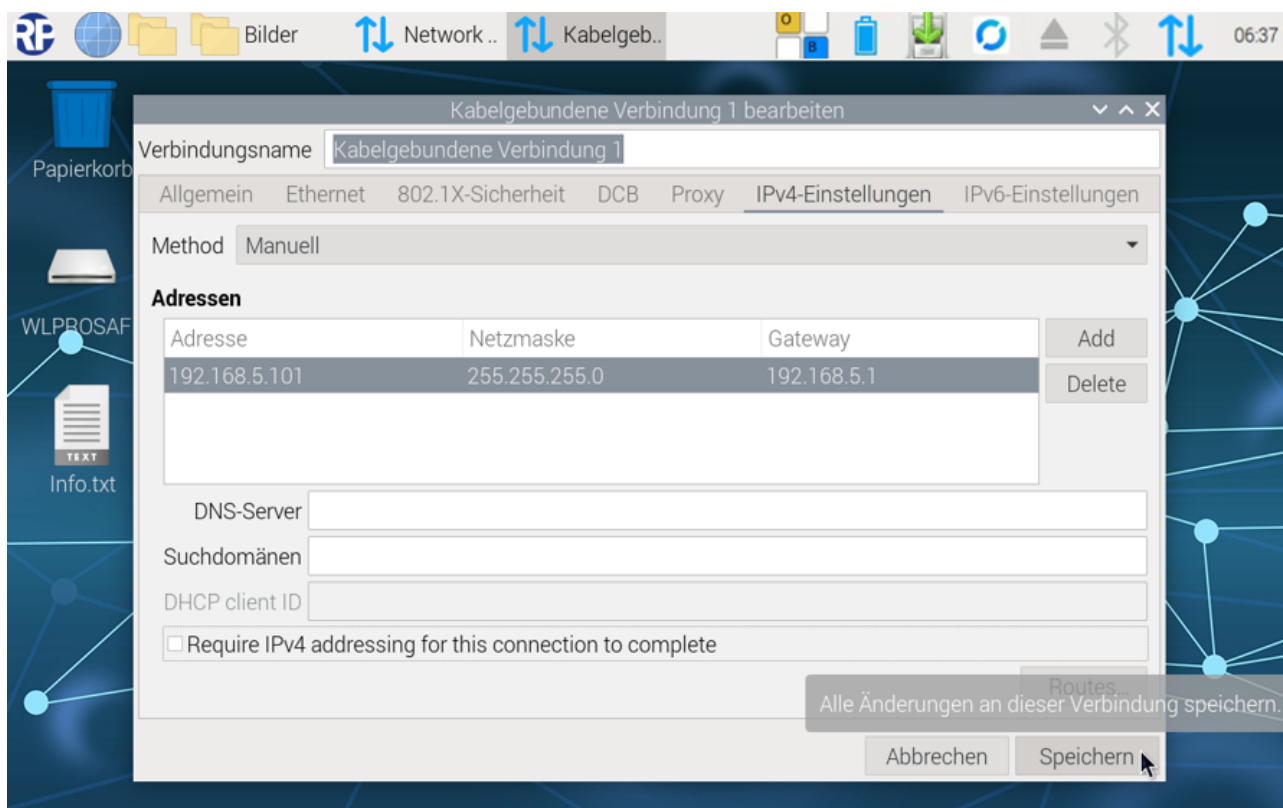 RP
Bilder
Network ..
Kabelgeb..
O
B
06:37
Papierkorb
WLPROSAF
TEXT
Info.txt
Kabelgebundene Verbindung 1 bearbeiten
Verbindungsname Kabelgebundene Verbindung 1
Allgemein Ethernet 802.1X-Sicherheit DCB Proxy IPv4-Einstellungen IPv6-Einstellungen
Method Manuell
Adressen
Adresse Netzmaske Gateway
Add
192.168.5.101 255.255.255.0 192.168.5.1
Delete
DNS-Server
Suchdomänen
DHCP client ID
Require IPv4 addressing for this connection to complete
Routes...
Alle Änderungen an dieser Verbindung speichern.
Abbrechen Speichern